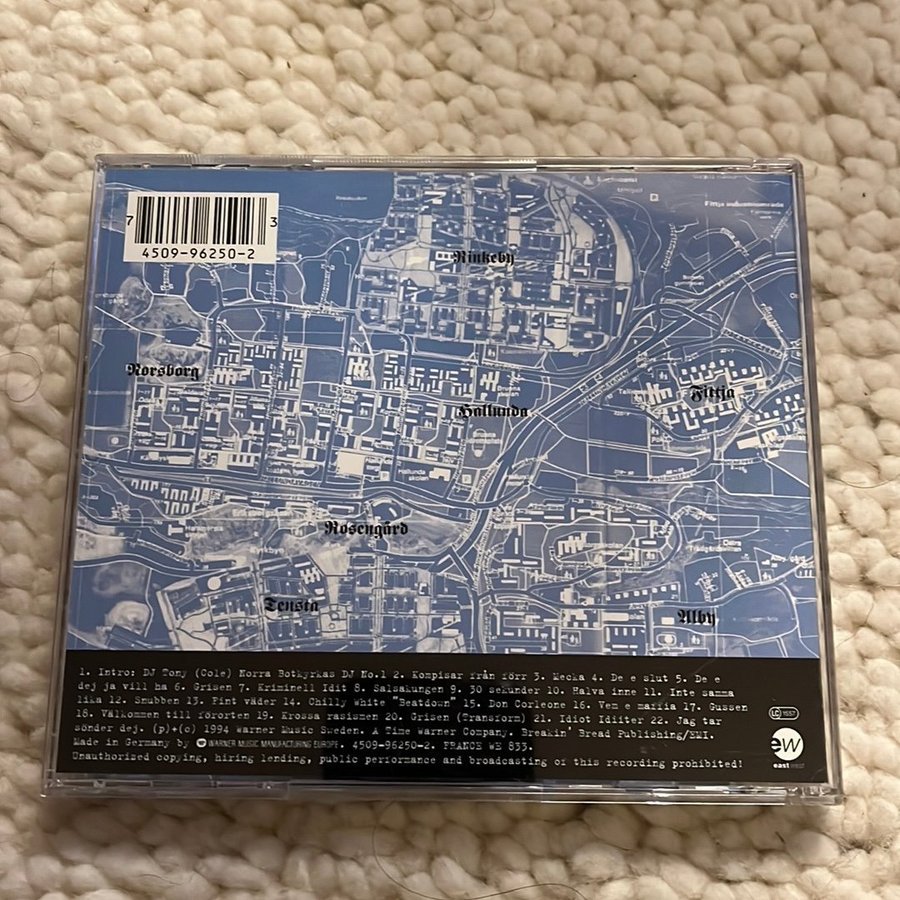 7 3
4509-96250-2
Rinkeby
Norsborg
Hallunda
Fittja
Hallunda
skolan
Rosengård
Tensta
Alby
1. Intro: DJ Tony (Cole) Norra Botkyrkas DJ No.1 2. Kompisar från förr 3. Mecka 4. De e slut 5. De e
dej ja vill ha 6. Grisen 7. Kriminell Idit 8. Salsakungen 9. 30 sekunder 10. Halva inne 11. Inte samma
lika 12. Snubben 13. Fint väder 14. Chilly White "Beatdown" 15. Don Corleone 16. Vem e maffia 17. Gussen
18. Välkommen till förorten 19. Krossa rasismen 20. Grisen (Transform) 21. Idiot Idiiter 22. Jag tar
sönder dej. (p)+(c) 1994 Warner Music Sweden. A Time Warner Company. Breakin' Bread Publishing/EMI.
Made in Germany by WARNER MUSIC MANUFACTURING EUROPE. 4509-96250-2. FRANCE WE 833.
Unauthorized copying, hiring lending, public performance and broadcasting of this recording prohibited!
LC 1557
ew
eastwest